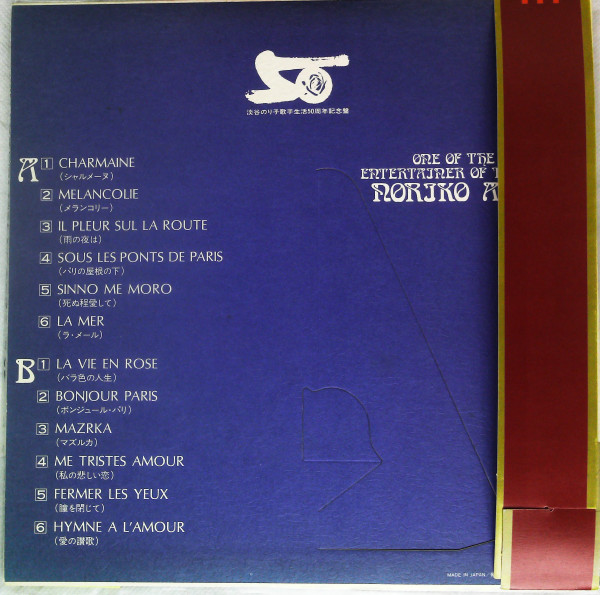 淡谷のり子歌手生活50周年記念盤
ONE OF THE
ENTERTAINER OF T
NORIKO A
A
1 CHARMAINE
(シャルメーヌ)
2 MELANCOLIE
(メランコリー)
3 IL PLEUR SUL LA ROUTE
(雨の夜は)
4 SOUS LES PONTS DE PARIS
(パリの屋根の下)
5 SINNO ME MORO
(死ぬ程愛して)
6 LA MER
(ラ・メール)
B
1 LA VIE EN ROSE
(バラ色の人生)
2 BONJOUR PARIS
(ボンジュール・パリ)
3 MAZRKA
(マズルカ)
4 ME TRISTES AMOUR
(私の悲しい恋)
5 FERMER LES YEUX
(瞳を閉じて)
6 HYMNE A L'AMOUR
(愛の讃歌)
MADE IN JAPAN